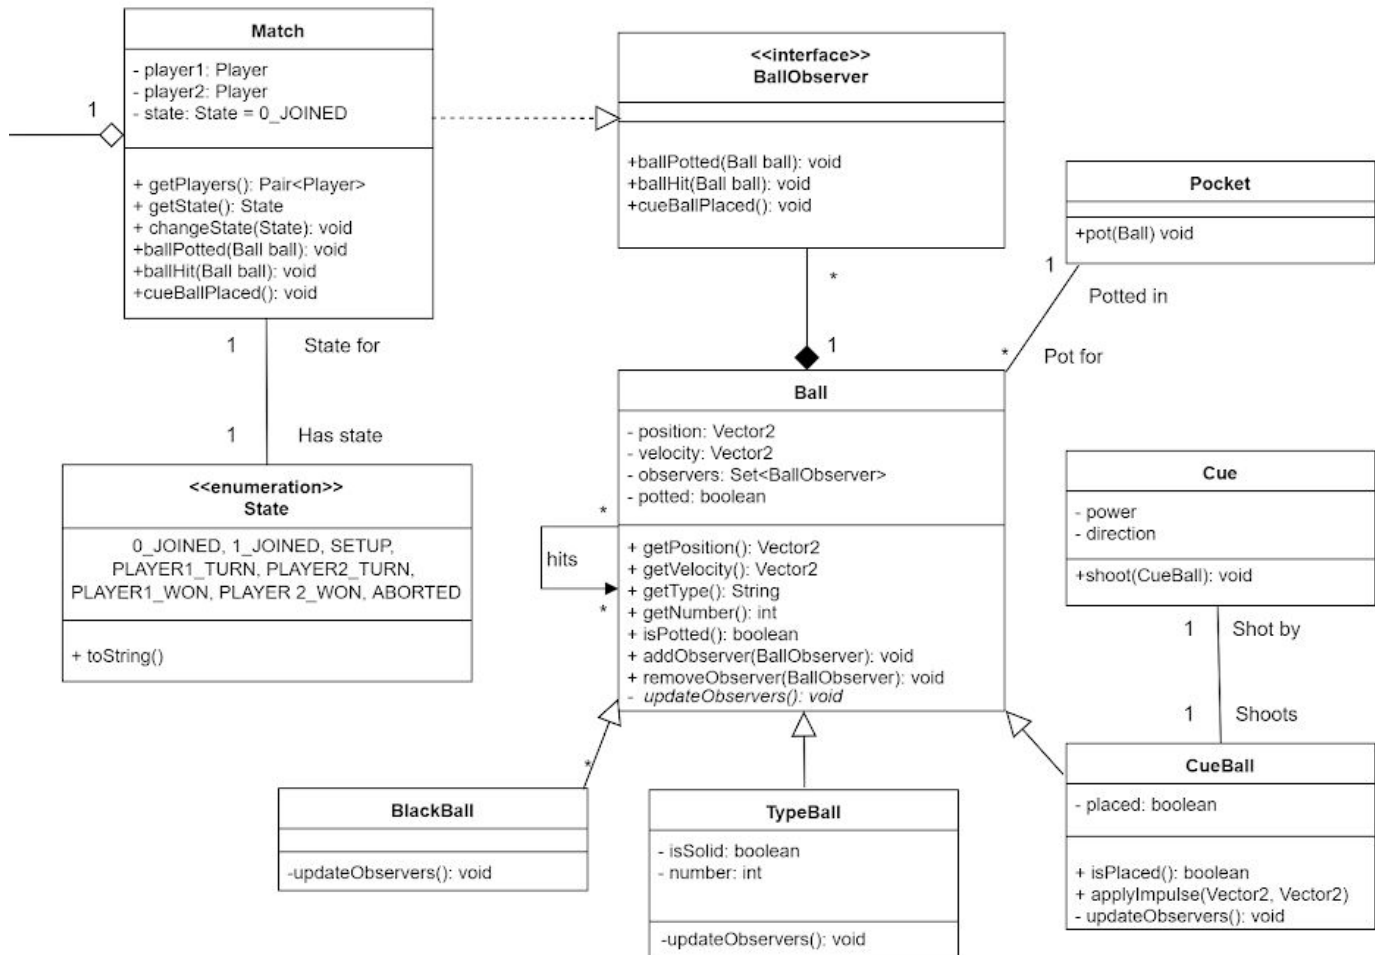 Match
- player1: Player
- player2: Player
- state: State = 0_JOINED
+ getPlayers(): Pair<Player>
+ getState(): State
+ changeState(State): void
+ballPotted(Ball ball): void
+ballHit(Ball ball): void
+cueBallPlaced(): void
1
<<interface>>
BallObserver
+ballPotted(Ball ball): void
+ballHit(Ball ball): void
+cueBallPlaced(): void
Pocket
+pot(Ball) void
1
Potted in
*
Pot for
*
1
1
State for
1
Has state
<<enumeration>>
State
0_JOINED, 1_JOINED, SETUP,
PLAYER1_TURN, PLAYER2_TURN,
PLAYER1_WON, PLAYER 2_WON, ABORTED
+ toString()
Ball
- position: Vector2
- velocity: Vector2
- observers: Set<BallObserver>
- potted: boolean
+ getPosition(): Vector2
+ getVelocity(): Vector2
+ getType(): String
+ getNumber(): int
+ isPotted(): boolean
+ addObserver(BallObserver): void
+ removeObserver(BallObserver): void
- updateObservers(): void
*
hits
*
Cue
- power
- direction
+shoot(CueBall): void
1
Shot by
1
Shoots
*
BlackBall
-updateObservers(): void
TypeBall
- isSolid: boolean
- number: int
-updateObservers(): void
CueBall
- placed: boolean
+ isPlaced(): boolean
+ applyImpulse(Vector2, Vector2)
- updateObservers(): void